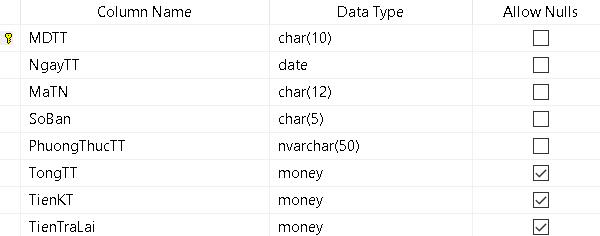 Column Name Data Type Allow Nulls
MDTT char(10)
NgayTT date
MaTN char(12)
SoBan char(5)
PhuongThucTT nvarchar(50)
TongTT money
TienKT money
TienTraLai money